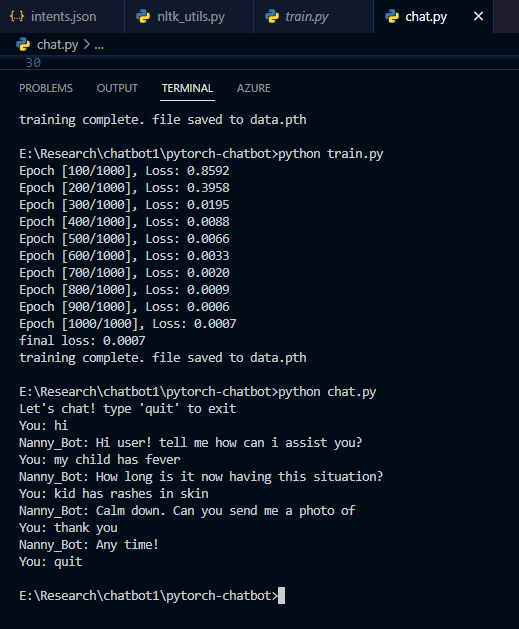 intents.json nltk_utils.py train.py chat.py
chat.py > ...
30
PROBLEMS OUTPUT TERMINAL AZURE
training complete. file saved to data.pth
E:\Research\chatbot1\pytorch-chatbot>python train.py
Epoch [100/1000], Loss: 0.8592
Epoch [200/1000], Loss: 0.3958
Epoch [300/1000], Loss: 0.0195
Epoch [400/1000], Loss: 0.0088
Epoch [500/1000], Loss: 0.0066
Epoch [600/1000], Loss: 0.0033
Epoch [700/1000], Loss: 0.0020
Epoch [800/1000], Loss: 0.0009
Epoch [900/1000], Loss: 0.0006
Epoch [1000/1000], Loss: 0.0007
final loss: 0.0007
training complete. file saved to data.pth
E:\Research\chatbot1\pytorch-chatbot>python chat.py
Let's chat! type 'quit' to exit
You: hi
Nanny_Bot: Hi user! tell me how can i assist you?
You: my child has fever
Nanny_Bot: How long is it now having this situation?
You: kid has rashes in skin
Nanny_Bot: Calm down. Can you send me a photo of
You: thank you
Nanny_Bot: Any time!
You: quit
E:\Research\chatbot1\pytorch-chatbot>